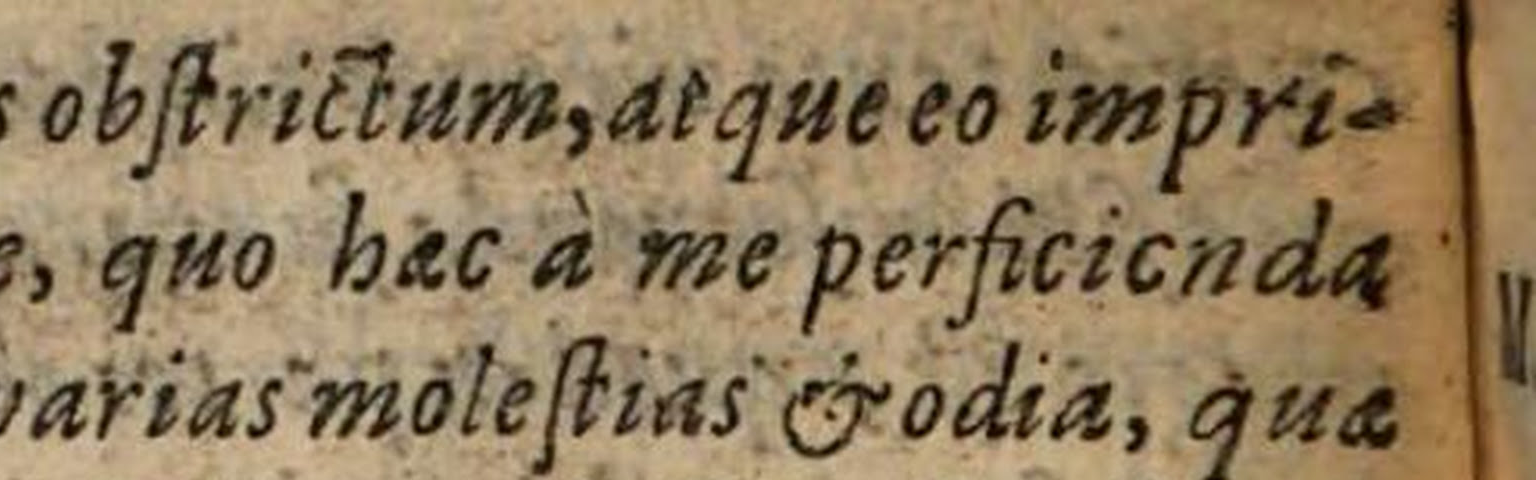 s obſtrictum, atque eo impri-
e, quo hæc à me perficienda
varias moleſtias & odia, quæ